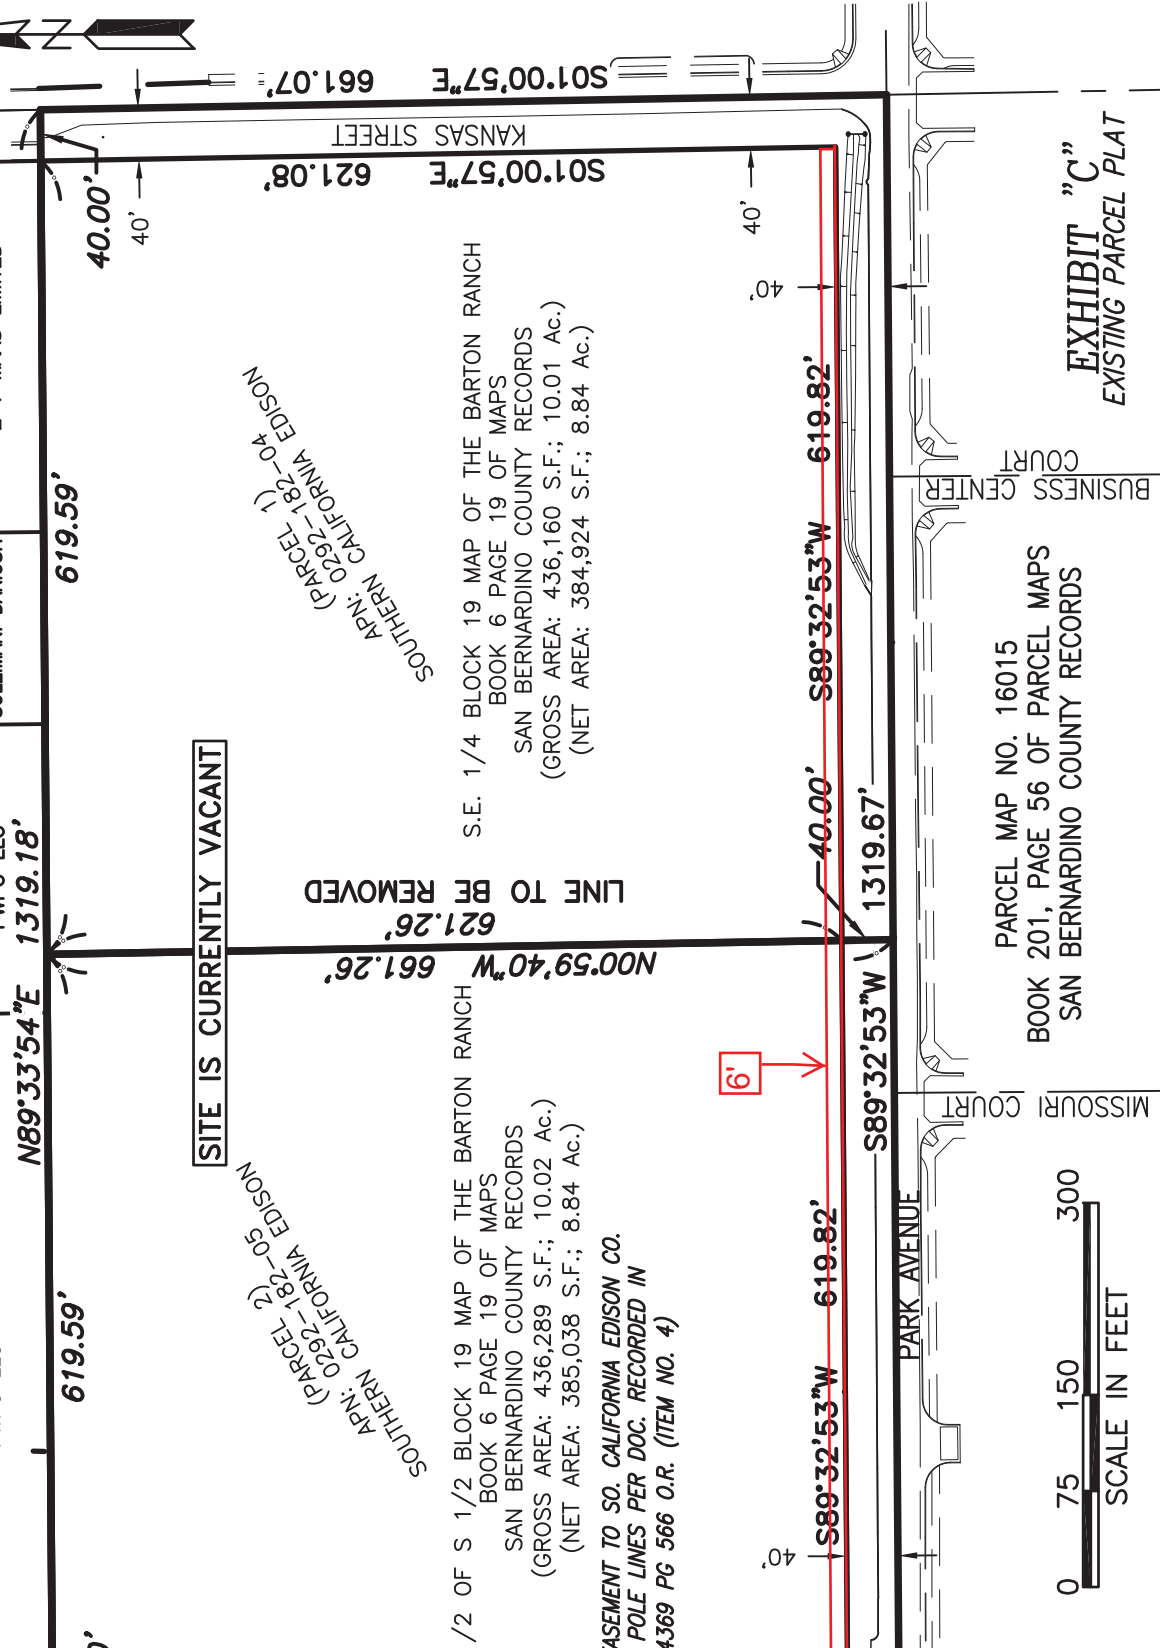 N
S01°00'57"E 661.07'
KANSAS STREET
S01°00'57"E 621.08'
40.00'
40'
40'
40'
619.59'
(PARCEL 1)
APN: 0292-182-04
SOUTHERN CALIFORNIA EDISON
S.E. 1/4 BLOCK 19 MAP OF THE BARTON RANCH
BOOK 6 PAGE 19 OF MAPS
SAN BERNARDINO COUNTY RECORDS
(GROSS AREA: 436,160 S.F.; 10.01 Ac.)
(NET AREA: 384,924 S.F.; 8.84 Ac.)
S89°32'53"W 619.82'
SITE IS CURRENTLY VACANT
N89°33'54"E 1319.18'
LINE TO BE REMOVED
621.26'
N00°59'40"W 661.26'
40.00'
S89°32'53"W 1319.67'
6'
619.59'
(PARCEL 2)
APN: 0292-182-05
SOUTHERN CALIFORNIA EDISON
/2 OF S 1/2 BLOCK 19 MAP OF THE BARTON RANCH
BOOK 6 PAGE 19 OF MAPS
SAN BERNARDINO COUNTY RECORDS
(GROSS AREA: 436,289 S.F.; 10.02 Ac.)
(NET AREA: 385,038 S.F.; 8.84 Ac.)
ASEMENT TO SO. CALIFORNIA EDISON CO.
POLE LINES PER DOC. RECORDED IN
4369 PG 566 O.R. (ITEM NO. 4)
S89°32'53"W 619.82'
40'
PARK AVENUE
BUSINESS CENTER
COURT
MISSOURI COURT
PARCEL MAP NO. 16015
BOOK 201, PAGE 56 OF PARCEL MAPS
SAN BERNARDINO COUNTY RECORDS
EXHIBIT "C"
EXISTING PARCEL PLAT
0 75 150 300
SCALE IN FEET